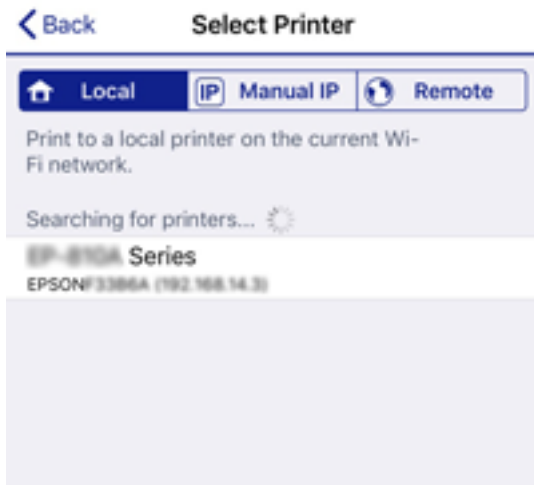 Back
Select Printer
Local
IP Manual IP
Remote
Print to a local printer on the current Wi-
Fi network.
Searching for printers...
Series
EPSON